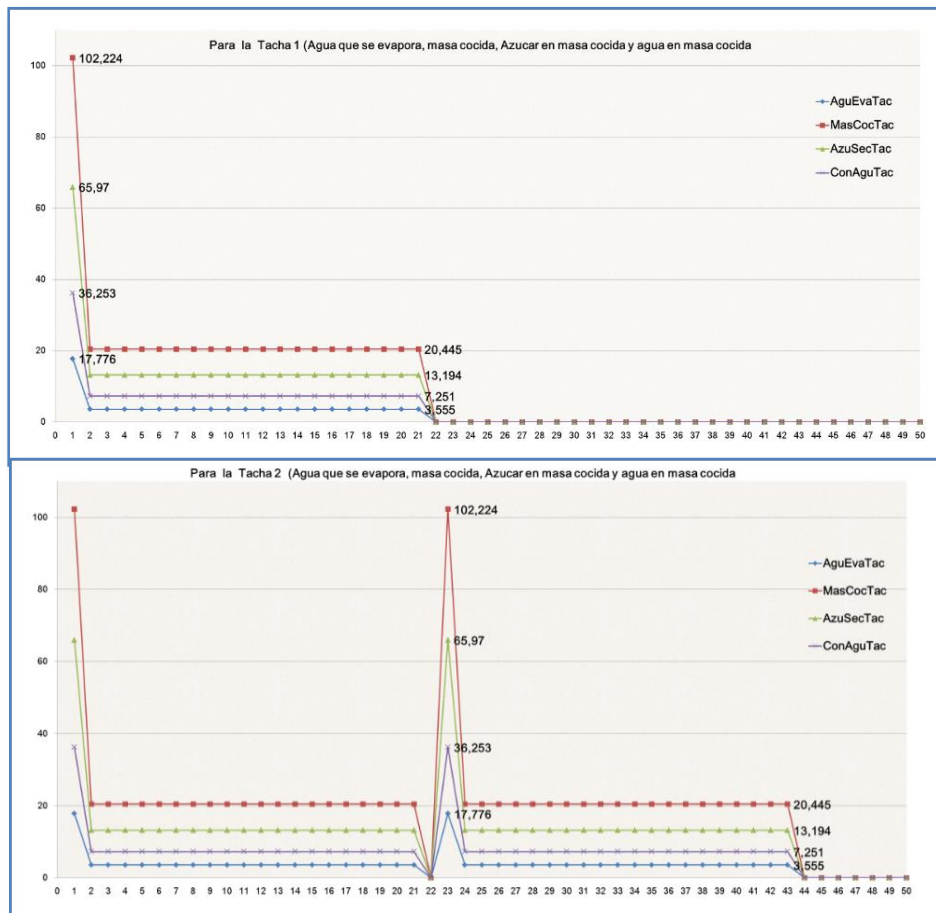 Para la Tacha 1 (Agua que se evapora, masa cocida, Azucar en masa cocida y agua en masa cocida
100
102,224
AguEvaTac
MasCocTac
80
AzuSecTac
65,97
ConAguTac
60
40
36,253
20
17,776
20,445
13,194
7,251
3,555
0
0 1 2 3 4 5 6 7 8 9 10 11 12 13 14 15 16 17 18 19 20 21 22 23 24 25 26 27 28 29 30 31 32 33 34 35 36 37 38 39 40 41 42 43 44 45 46 47 48 49 50
Para la Tacha 2 (Agua que se evapora, masa cocida, Azucar en masa cocida y agua en masa cocida
100
102,224
AguEvaTac
80
MasCocTac
AzuSecTac
65,97
ConAguTac
60
40
36,253
20
17,776
20,445
13,194
7,251
3,555
0
0 1 2 3 4 5 6 7 8 9 10 11 12 13 14 15 16 17 18 19 20 21 22 23 24 25 26 27 28 29 30 31 32 33 34 35 36 37 38 39 40 41 42 43 44 45 46 47 48 49 50